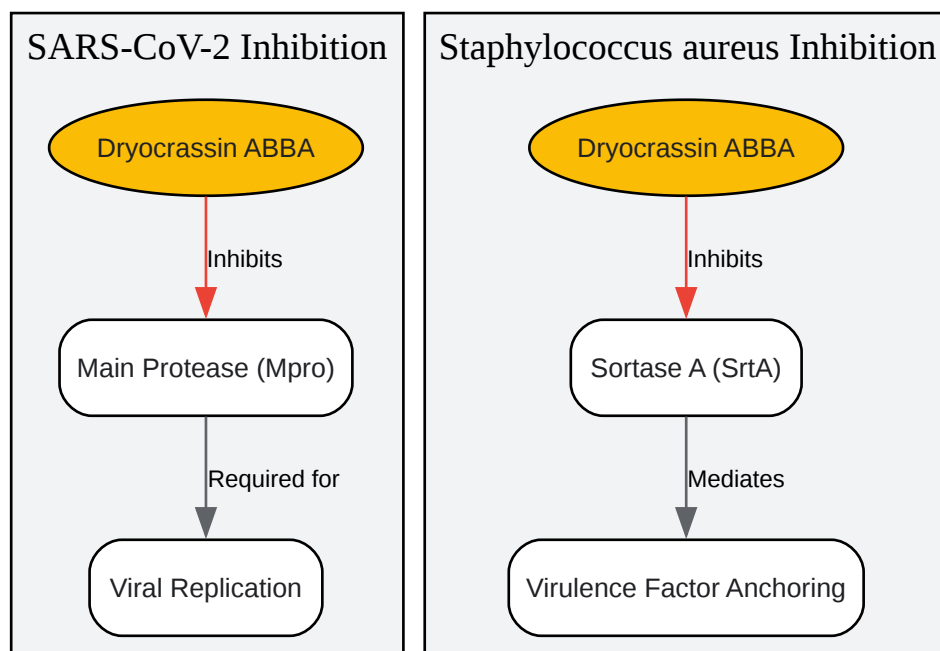 SARS-CoV-2 Inhibition
Dryocrassin ABBA
Inhibits
Main Protease (Mpro)
Required for
Viral Replication
Staphylococcus aureus Inhibition
Dryocrassin ABBA
Inhibits
Sortase A (SrtA)
Mediates
Virulence Factor Anchoring